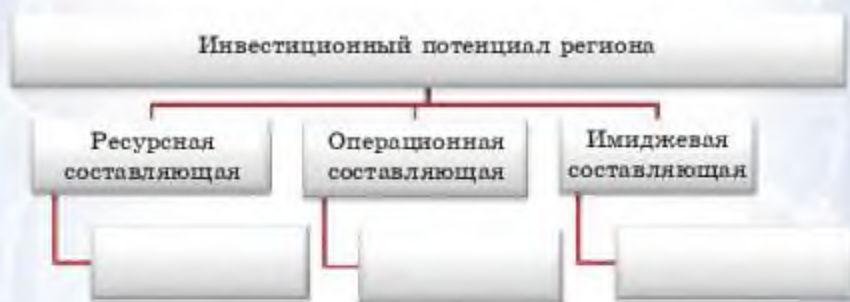 Инвестиционный потенциал региона
Ресурсная
составляющая
Операционная
составляющая
Имиджевая
составляющая